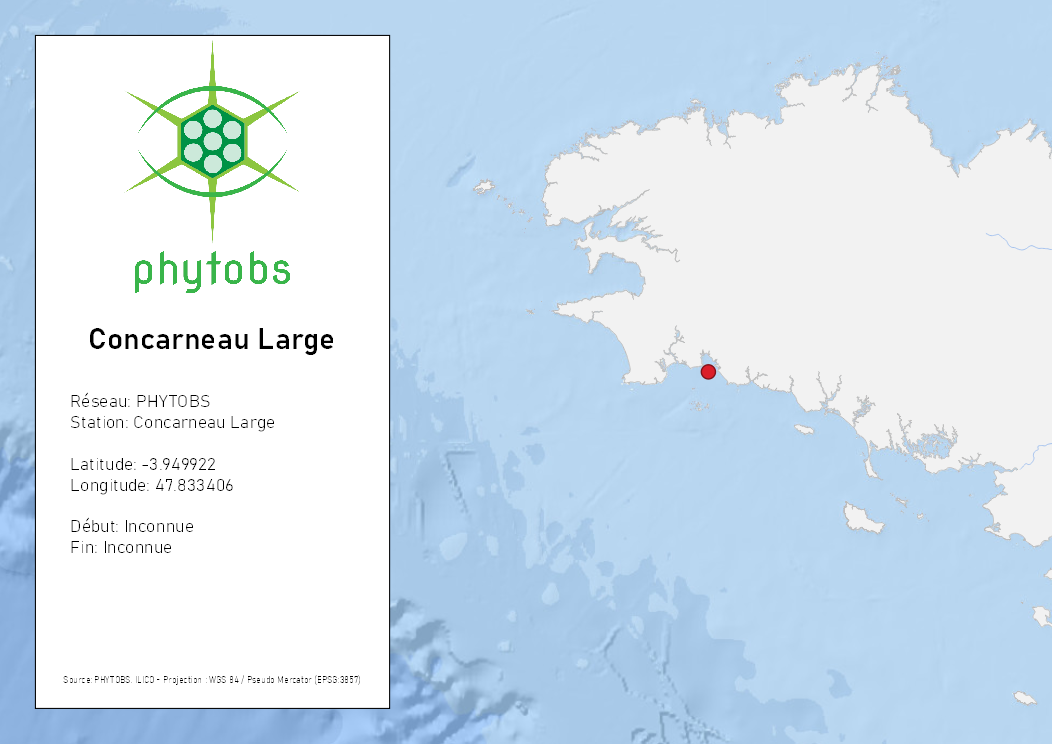 phytobs
Concarneau Large
Réseau: PHYTOBS
Station: Concarneau Large
Latitude: -3.949922
Longitude: 47.833406
Début: Inconnue
Fin: Inconnue
Source: PHYTOBS, ILICO - Projection : WGS 84 / Pseudo Mercator (EPSG:3857)